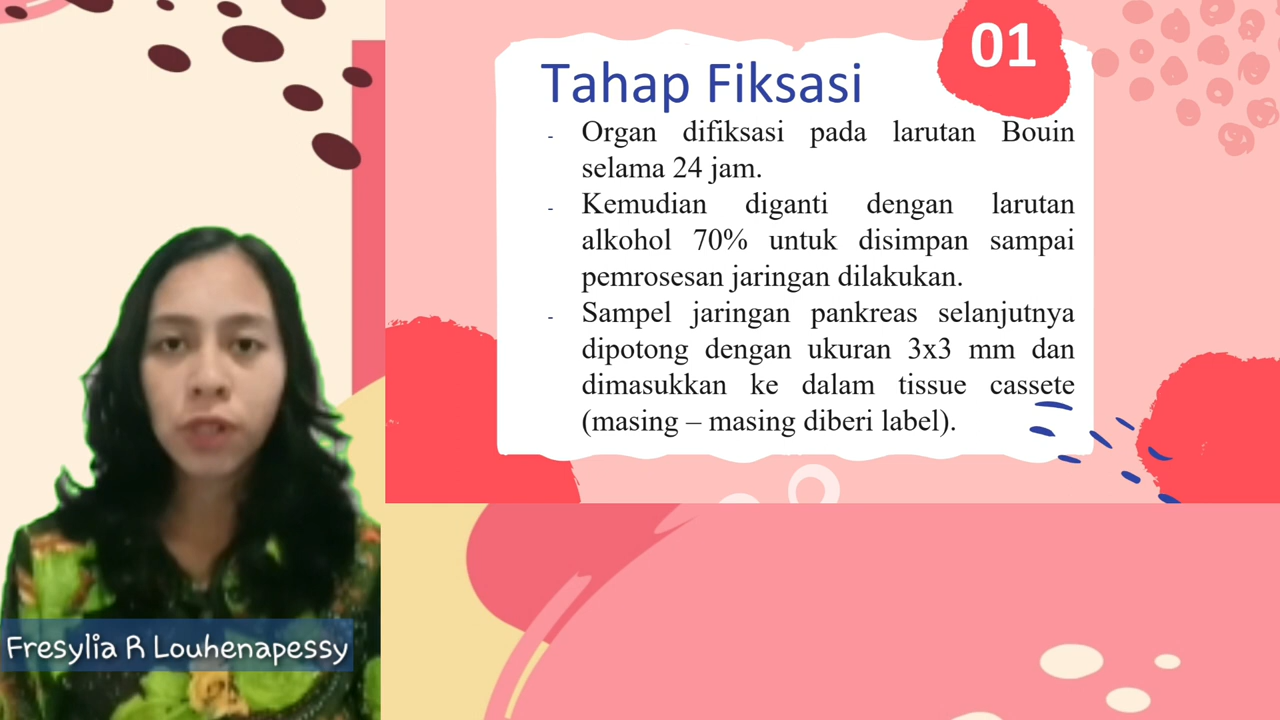 01
Tahap Fiksasi
- Organ difiksasi pada larutan Bouin
selama 24 jam.
- Kemudian diganti dengan larutan
alkohol 70% untuk disimpan sampai
pemrosesan jaringan dilakukan.
- Sampel jaringan pankreas selanjutnya
dipotong dengan ukuran 3x3 mm dan
dimasukkan ke dalam tissue cassete
(masing – masing diberi label).
Fresylia R Louhenapessy